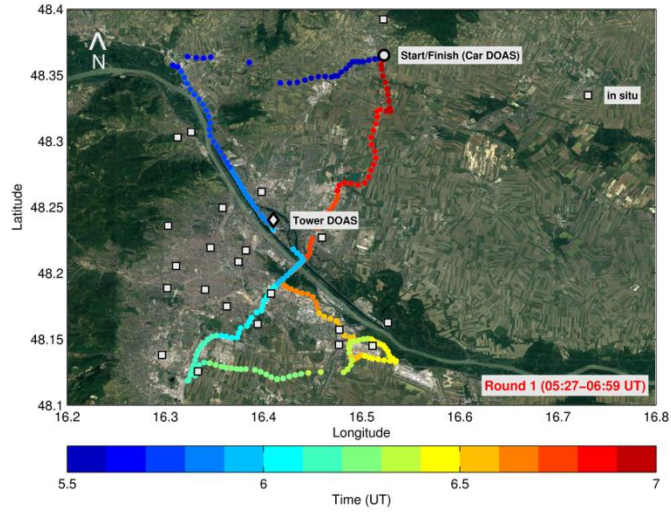 48.4
48.35
48.3
48.25
48.2
48.15
48.1
Latitude
N
Start/Finish (Car DOAS)
in situ
Tower DOAS
Round 1 (05:27−06:59 UT)
16.2 16.3 16.4 16.5 16.6 16.7 16.8
Longitude
5.5 6 6.5 7
Time (UT)